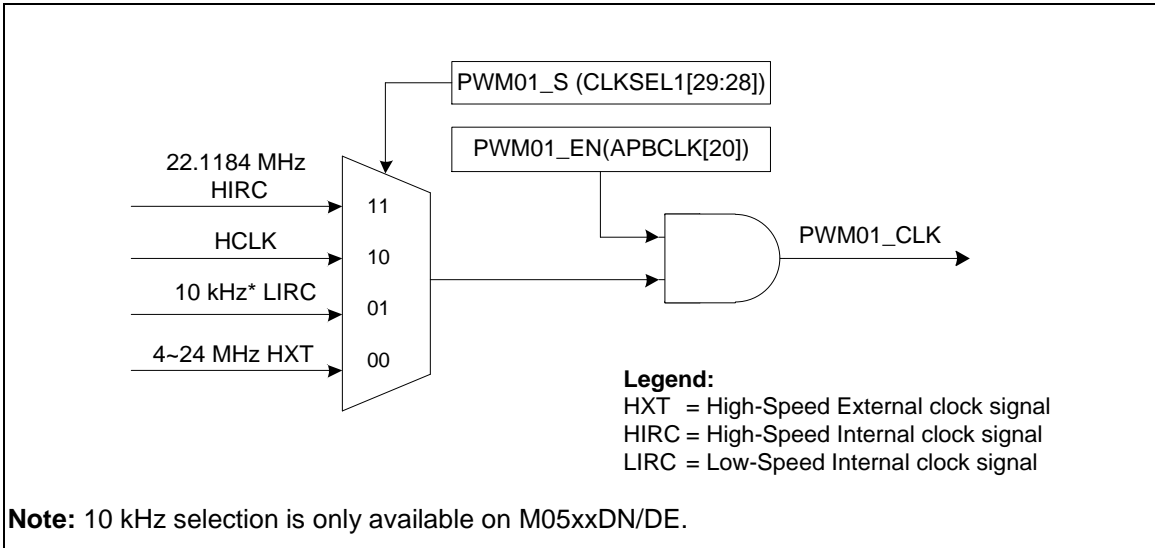 PWM01_S (CLKSEL1[29:28])
PWM01_EN(APBCLK[20])
22.1184 MHz
HIRC
11
HCLK
10
10 kHz* LIRC
01
4~24 MHz HXT
00
PWM01_CLK
Legend:
HXT = High-Speed External clock signal
HIRC = High-Speed Internal clock signal
LIRC = Low-Speed Internal clock signal
Note: 10 kHz selection is only available on M05xxDN/DE.